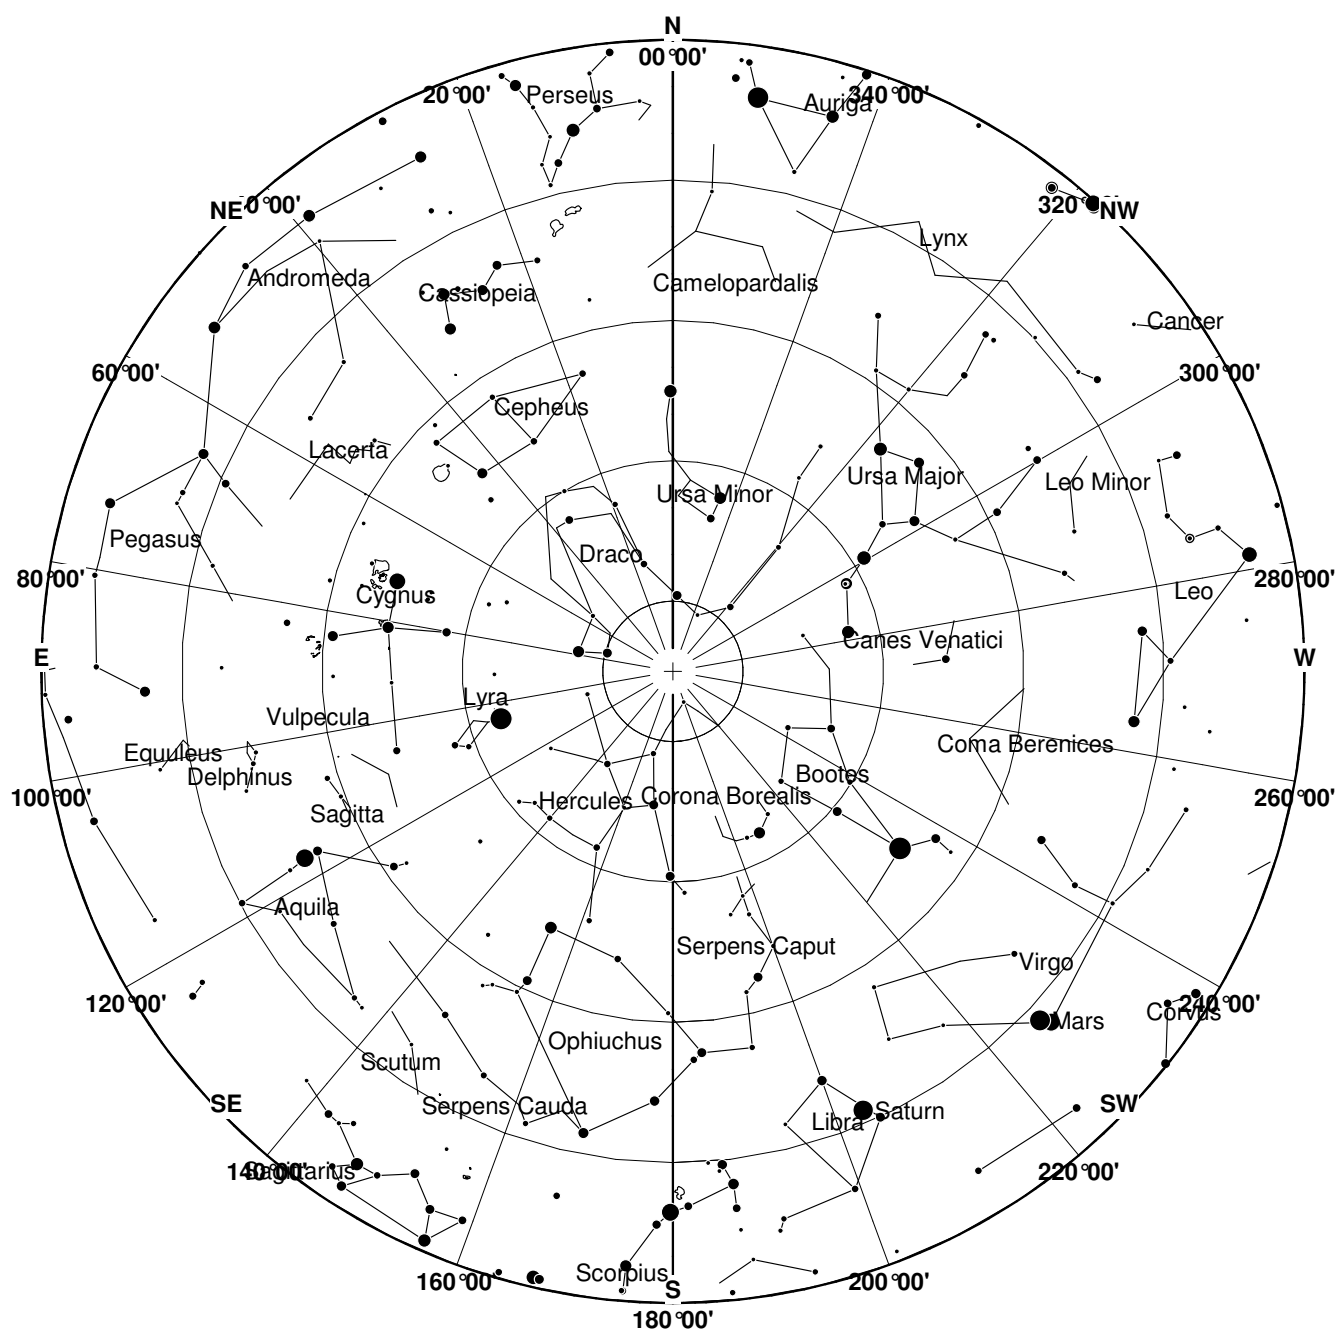 N
00°00'
20°00' Perseus Auriga 340°00'
NE 320° NW
Lynx
Andromeda Camelopardalis
Cassiopeia
Cancer
60°00' 300°00'
Cepheus
Lacerta
Ursa Minor Ursa Major Leo Minor
Pegasus
Draco
80°00' Cygnus 280°00'
Leo
Canes Venatici
E W
Lyra
Vulpecula
Equuleus Coma Berenices
Delphinus Bootes
100°00' Hercules Corona Borealis 260°00'
Sagitta
Aquila
Serpens Caput
Virgo
120°00' 240°00'
Corvus
Mars
Ophiuchus
Scutum
SE Serpens Cauda Libra Saturn SW
140°00' Sagittarius 220°00'
Scorpius
160°00' S 200°00'
180°00'